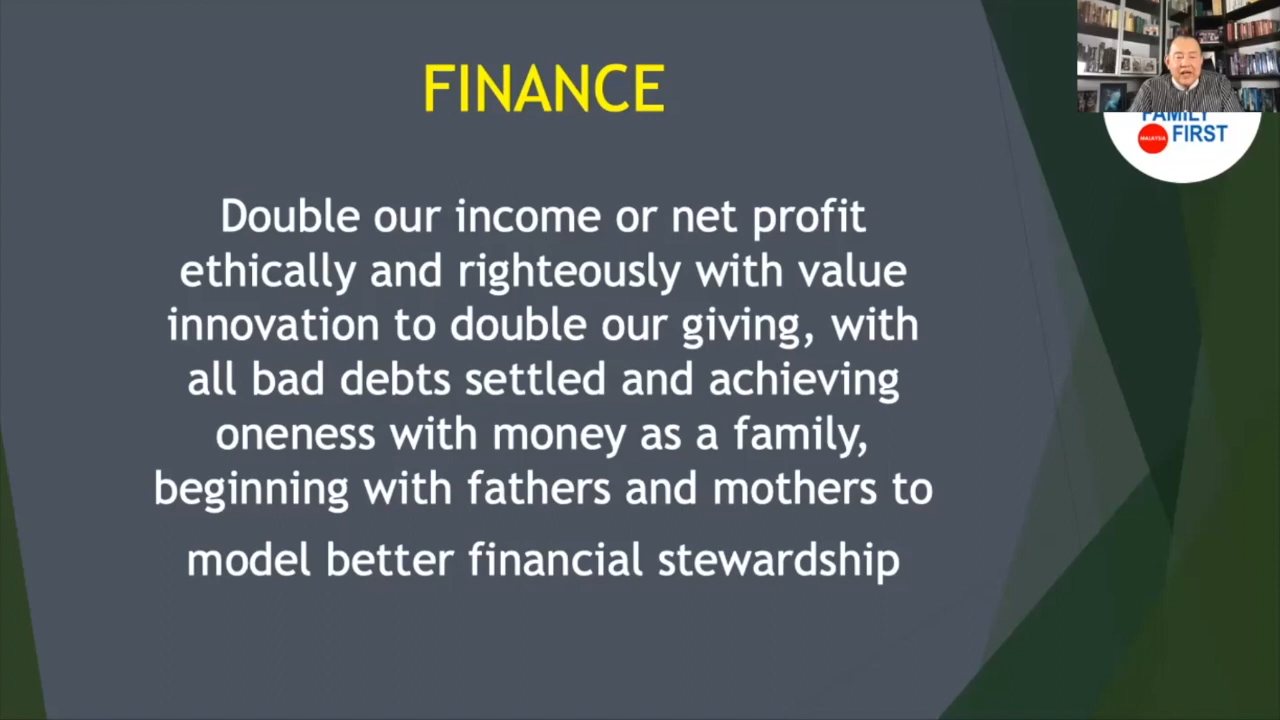 FINANCE
Double our income or net profit
ethically and righteously with value
innovation to double our giving, with
all bad debts settled and achieving
oneness with money as a family,
beginning with fathers and mothers to
model better financial stewardship
FAMILY
MALAYSIA FIRST